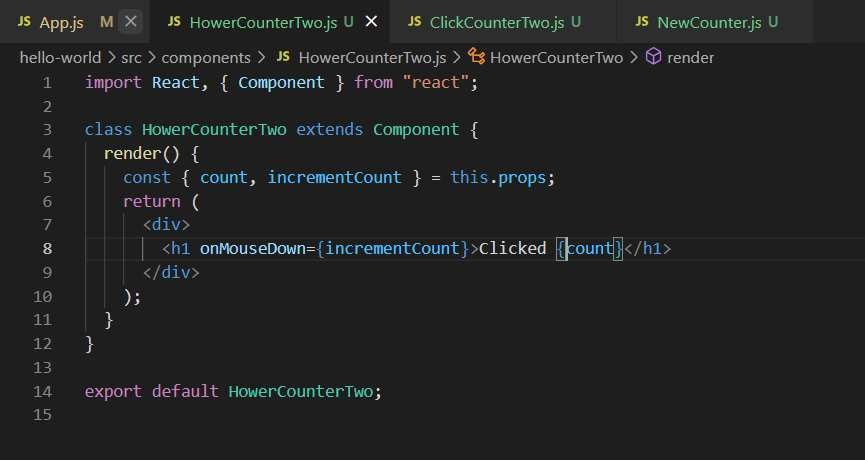 JS App.js M × JS HowerCounterTwo.js U × JS ClickCounterTwo.js U JS NewCounter.js U
hello-world > src > components > JS HowerCounterTwo.js > HowerCounterTwo > render
1 import React, { Component } from "react";
2
3 class HowerCounterTwo extends Component {
4   render() {
5     const { count, incrementCount } = this.props;
6     return (
7       <div>
8         <h1 onMouseDown={incrementCount}>Clicked {count}</h1>
9       </div>
10     );
11   }
12 }
13
14 export default HowerCounterTwo;
15